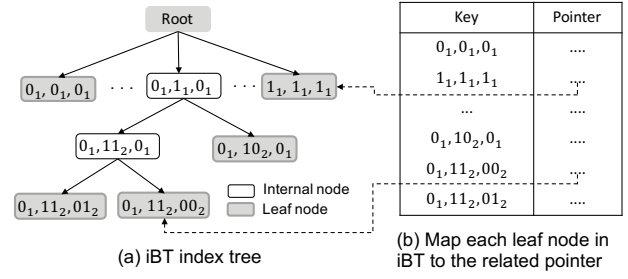 Root
0₁, 0₁, 0₁
· · ·
0₁, 1₁, 0₁
· · ·
1₁, 1₁, 1₁
0₁, 11₂, 0₁
0₁, 10₂, 0₁
0₁, 11₂, 01₂
0₁, 11₂, 00₂
Internal node
Leaf node
(a) iBT index tree
Key Pointer
0₁, 0₁, 0₁ ....
1₁, 1₁, 1₁ ....
... ....
0₁, 10₂, 0₁ ....
0₁, 11₂, 00₂ ....
0₁, 11₂, 01₂ ....
(b) Map each leaf node in
iBT to the related pointer